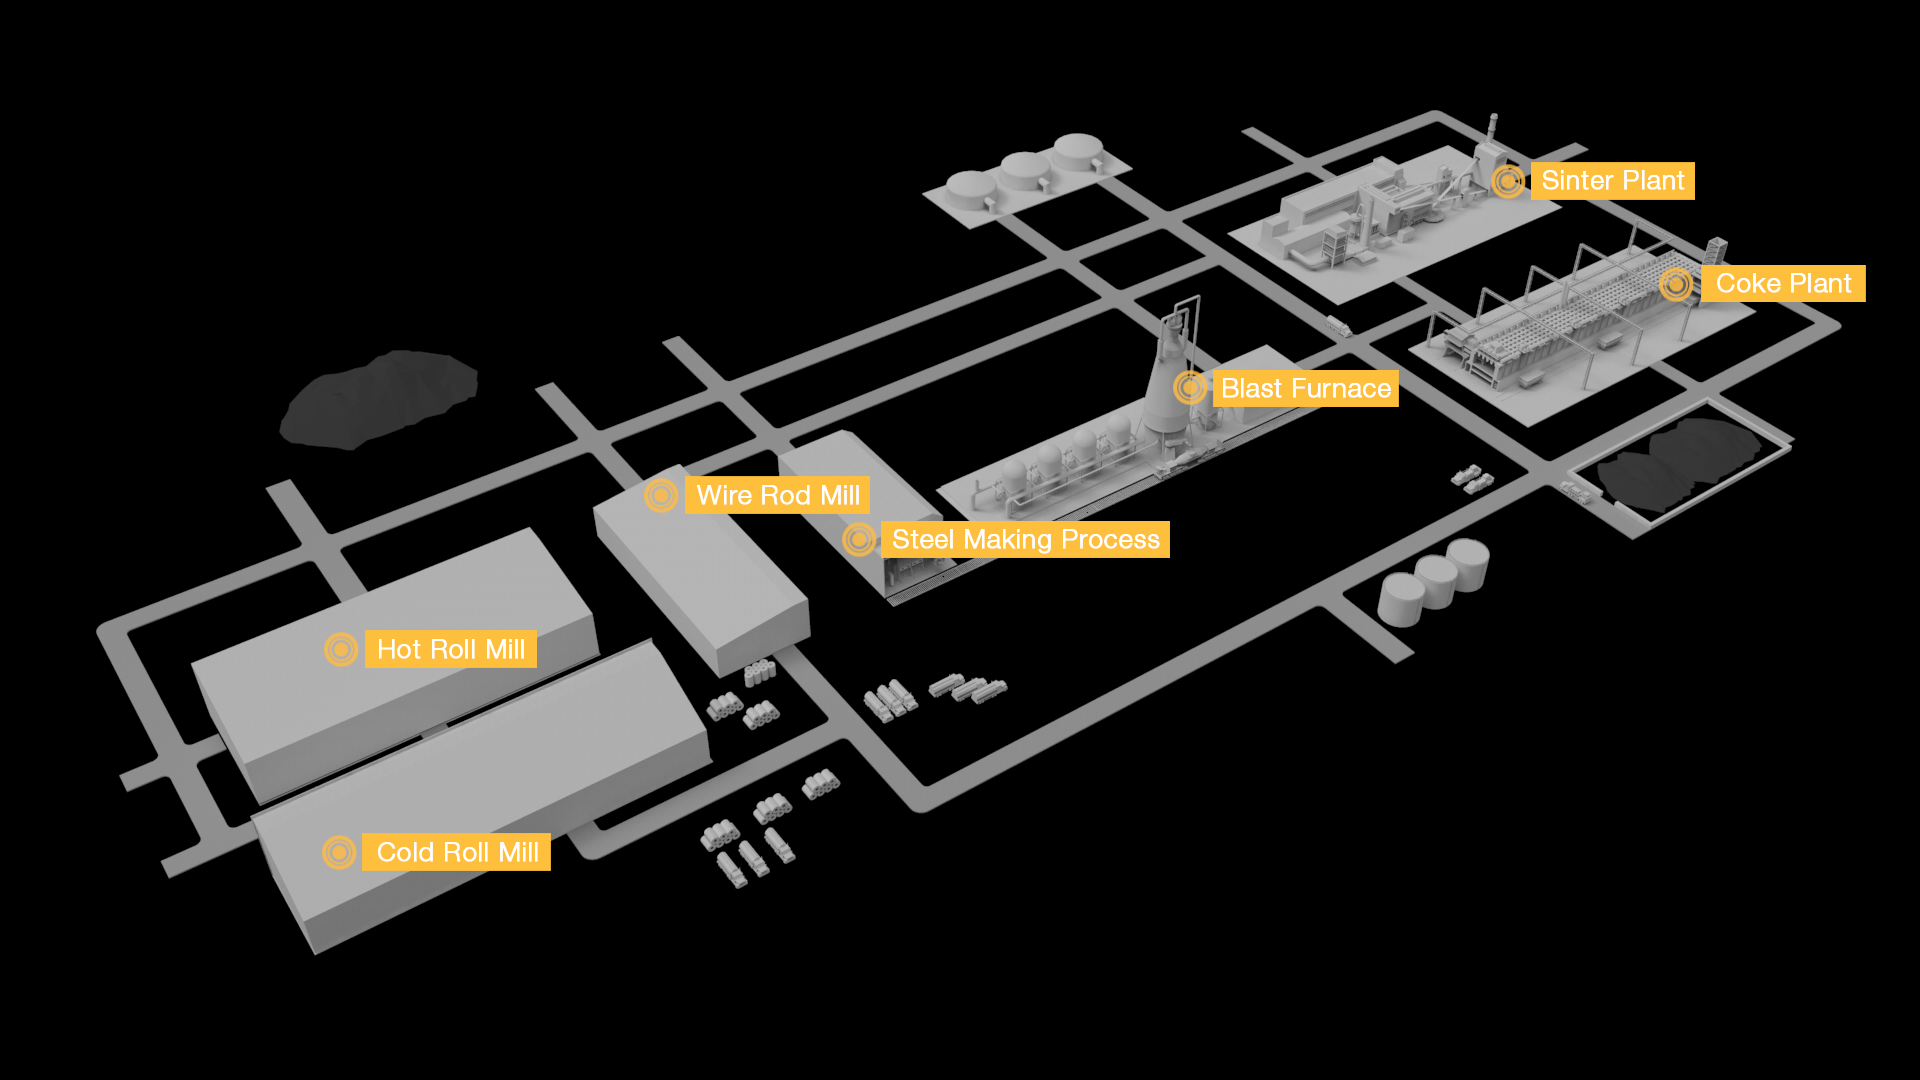 Sinter Plant
Coke Plant
Blast Furnace
Wire Rod Mill
Steel Making Process
Hot Roll Mill
Cold Roll Mill